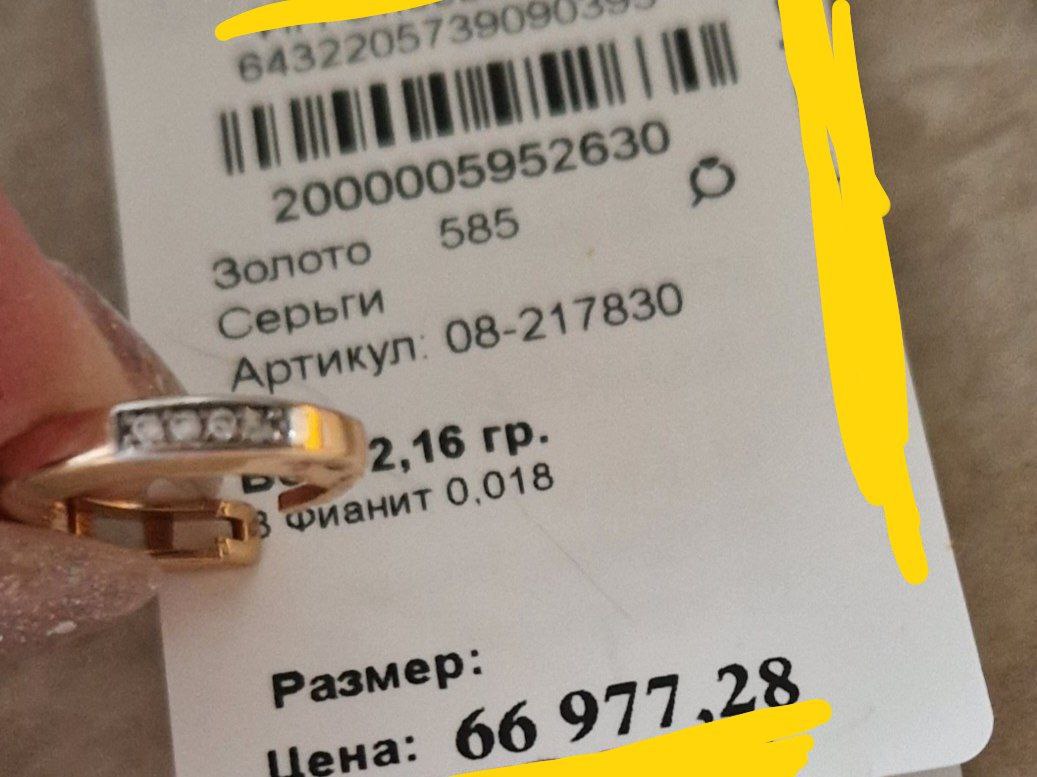 6432205739090395
2000005952630
Золото 585
Серьги
Артикул: 08-217830
2,16 гр.
8 Фианит 0,018
Размер:
Цена: 66 977,28